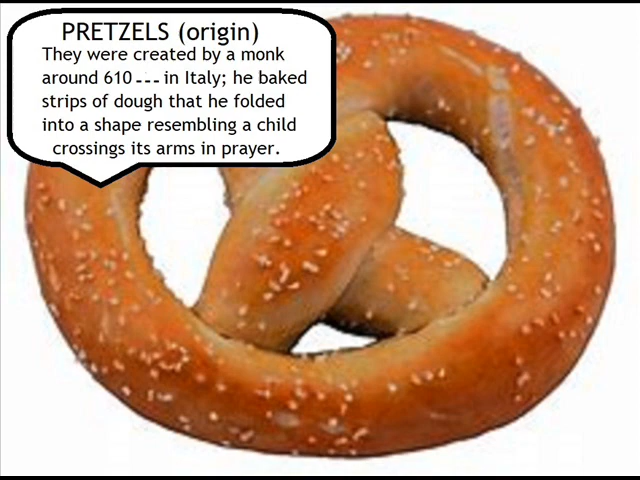 PRETZELS (origin)
They were created by a monk
around 610 --- in Italy; he baked
strips of dough that he folded
into a shape resembling a child
crossings its arms in prayer.